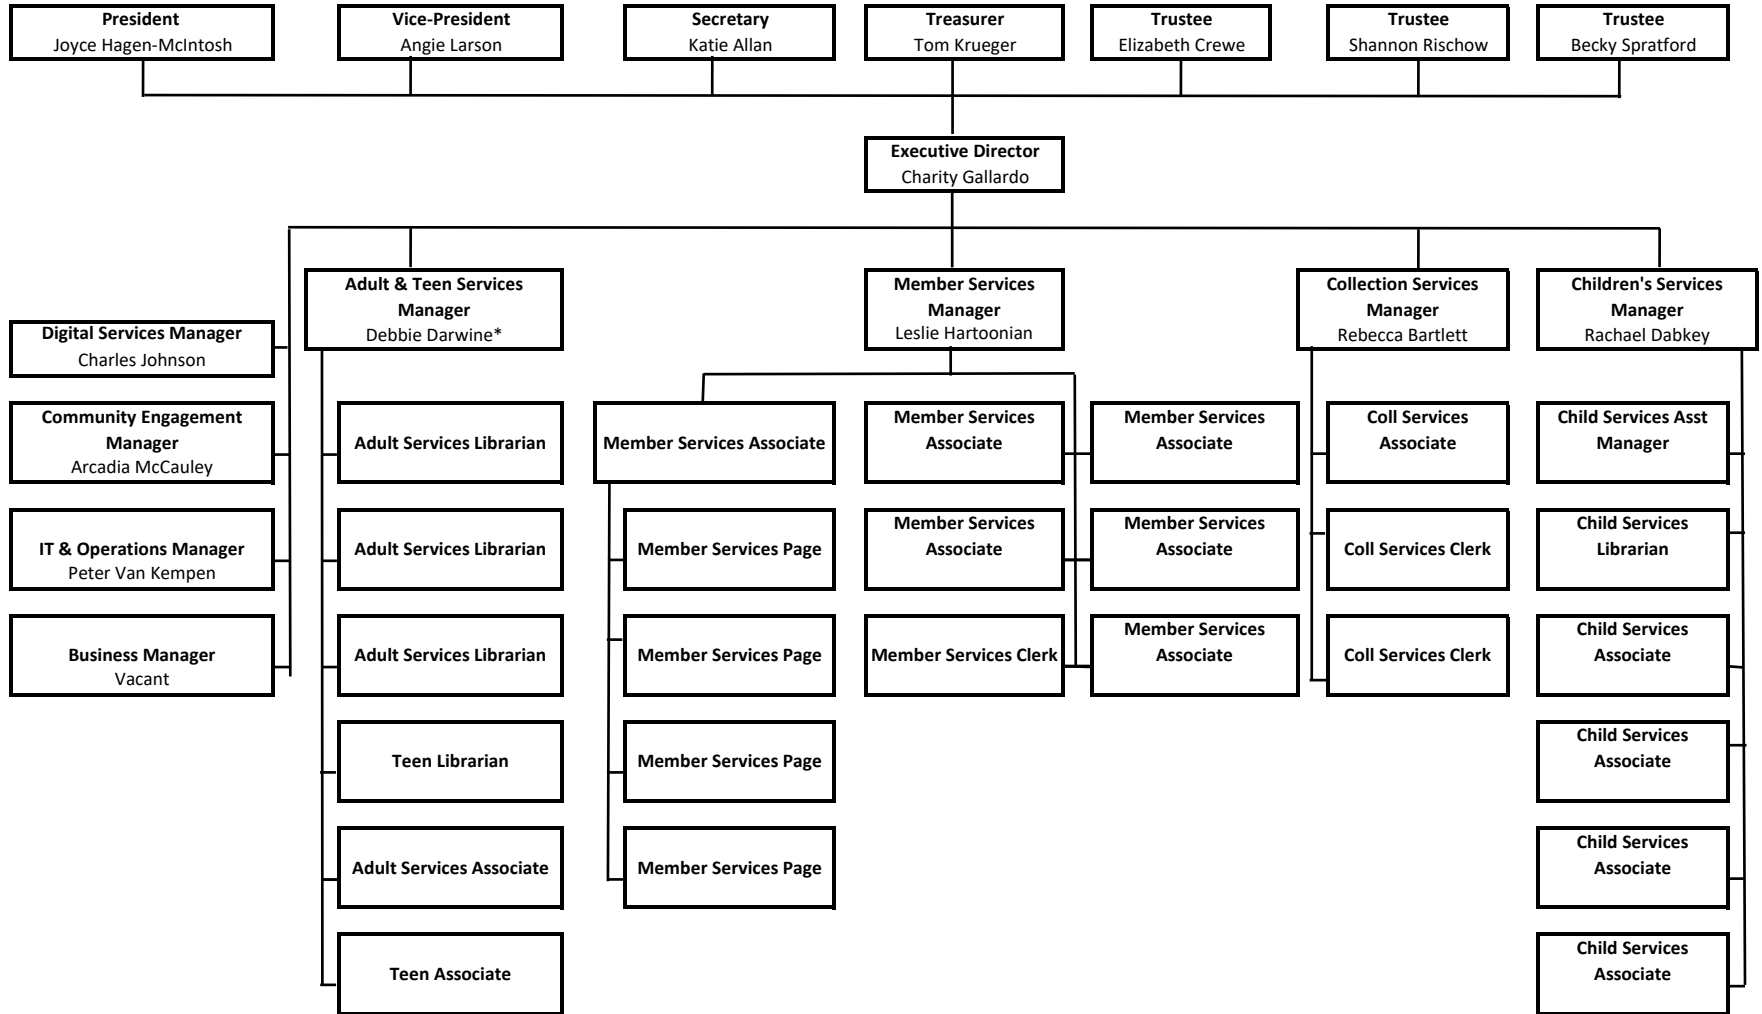 President
Joyce Hagen-McIntosh
Vice-President
Angie Larson
Secretary
Katie Allan
Treasurer
Tom Krueger
Trustee
Elizabeth Crewe
Trustee
Shannon Rischow
Trustee
Becky Spratford
Executive Director
Charity Gallardo
Digital Services Manager
Charles Johnson
Community Engagement
Manager
Arcadia McCauley
IT & Operations Manager
Peter Van Kempen
Business Manager
Vacant
Adult & Teen Services
Manager
Debbie Darwine*
Adult Services Librarian
Adult Services Librarian
Adult Services Librarian
Teen Librarian
Adult Services Associate
Teen Associate
Member Services
Manager
Leslie Hartoonian
Member Services Associate
Member Services Page
Member Services Page
Member Services Page
Member Services Page
Member Services
Associate
Member Services
Associate
Member Services Clerk
Member Services
Associate
Member Services
Associate
Member Services
Associate
Collection Services
Manager
Rebecca Bartlett
Coll Services
Associate
Coll Services Clerk
Coll Services Clerk
Children's Services
Manager
Rachael Dabkey
Child Services Asst
Manager
Child Services
Librarian
Child Services
Associate
Child Services
Associate
Child Services
Associate
Child Services
Associate